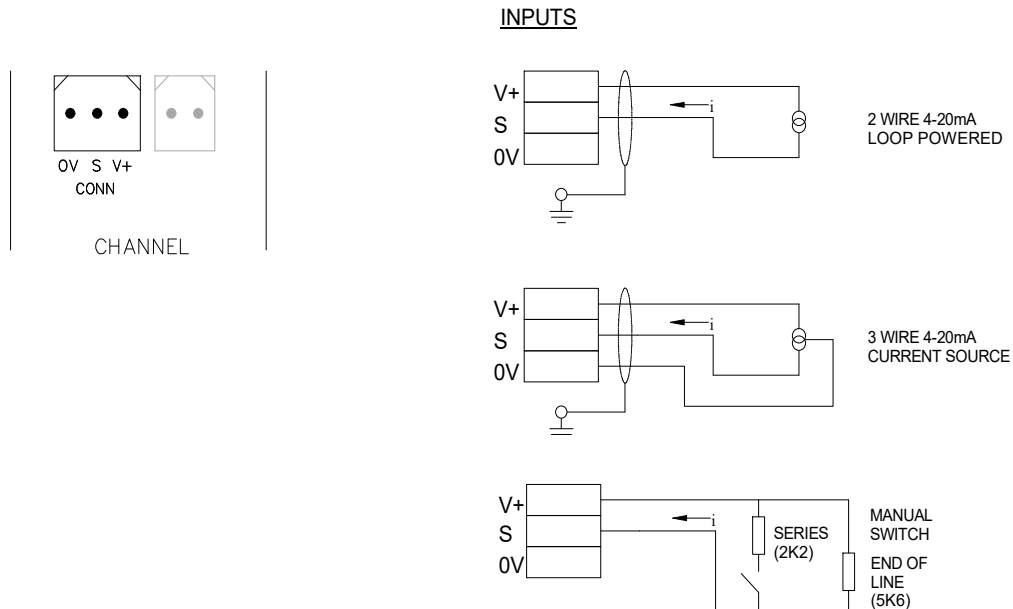 INPUTS
0V S V+
CONN
CHANNEL
V+
S
0V
i
2 WIRE 4-20mA
LOOP POWERED
V+
S
0V
i
3 WIRE 4-20mA
CURRENT SOURCE
V+
S
0V
i
SERIES
(2K2)
MANUAL
SWITCH
END OF
LINE
(5K6)